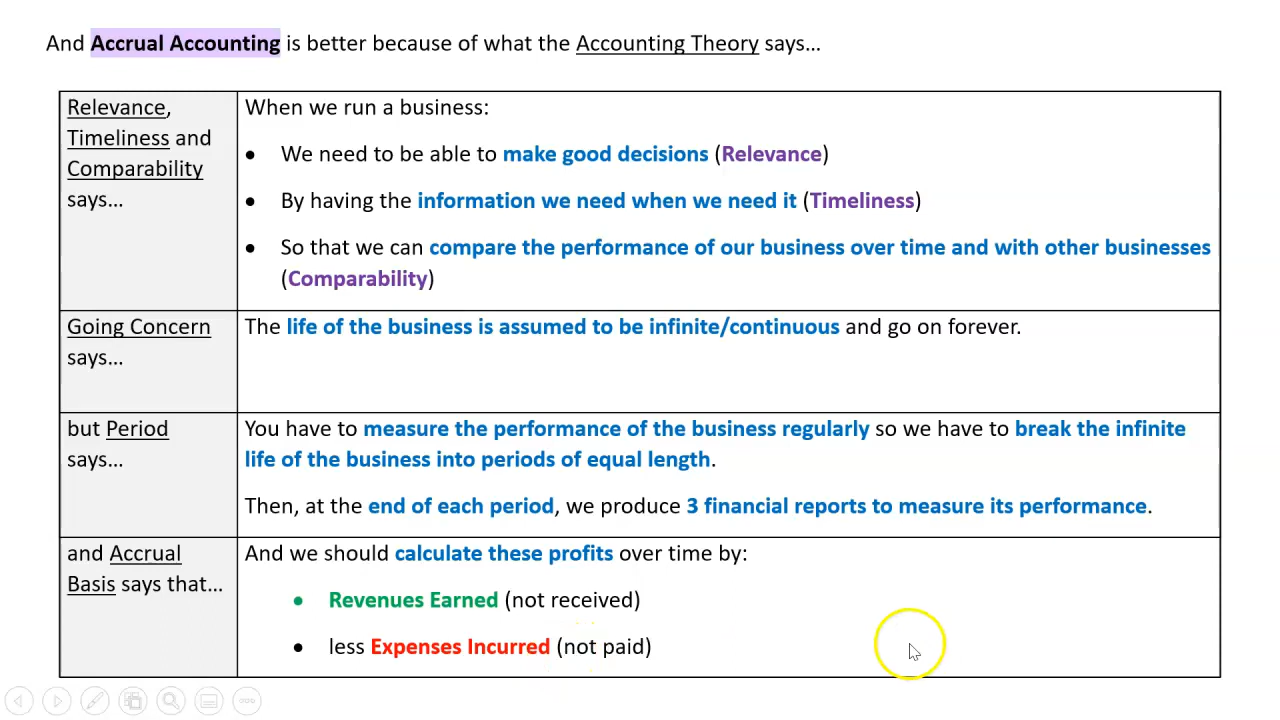 And Accrual Accounting is better because of what the Accounting Theory says…
Relevance,
Timeliness and
Comparability
says…
When we run a business:
• We need to be able to make good decisions (Relevance)
• By having the information we need when we need it (Timeliness)
• So that we can compare the performance of our business over time and with other businesses
(Comparability)
Going Concern
says…
The life of the business is assumed to be infinite/continuous and go on forever.
but Period
says…
You have to measure the performance of the business regularly so we have to break the infinite
life of the business into periods of equal length.
Then, at the end of each period, we produce 3 financial reports to measure its performance.
and Accrual
Basis says that…
And we should calculate these profits over time by:
• Revenues Earned (not received)
• less Expenses Incurred (not paid)